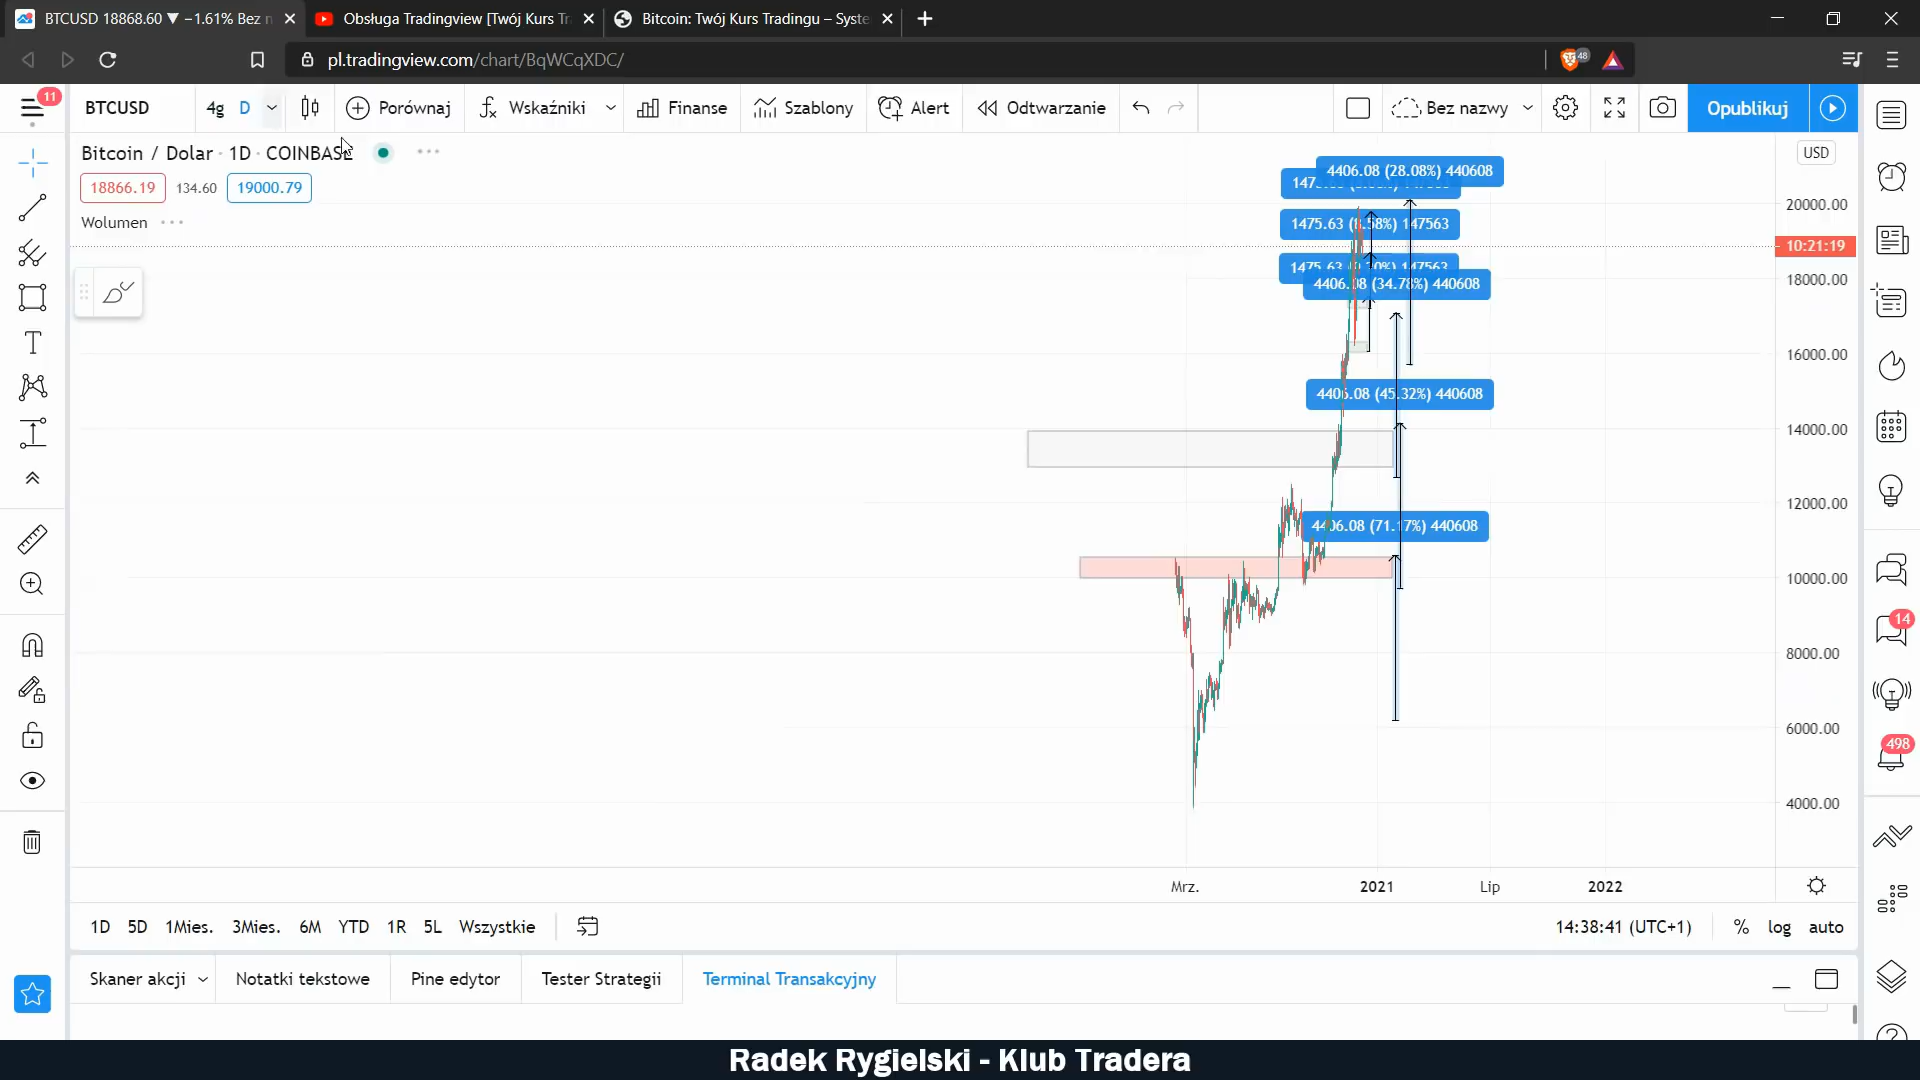 BTCUSD 18868.60 ▼ −1.61% Bez n
Obsługa Tradingview [Twój Kurs Tr
Bitcoin: Twój Kurs Tradingu – Syste
pl.tradingview.com/chart/BqWCqXDC/
48
11
BTCUSD
4g
D
Porównaj
Wskaźniki
Finanse
Szablony
Alert
Odtwarzanie
Bez nazwy
Opublikuj
Bitcoin / Dolar · 1D · COINBASE
18866.19
134.60
19000.79
Wolumen
USD
4406.08 (28.08%) 440608
1475.63 (8.58%) 147563
4406.08 (34.78%) 440608
4406.08 (45.32%) 440608
4406.08 (71.17%) 440608
20000.00
10:21:19
18000.00
16000.00
14000.00
12000.00
10000.00
8000.00
6000.00
4000.00
14
498
Mrz.
2021
Lip
2022
1D
5D
1Mies.
3Mies.
6M
YTD
1R
5L
Wszystkie
14:38:41 (UTC+1)
%
log
auto
Skaner akcji
Notatki tekstowe
Pine edytor
Tester Strategii
Terminal Transakcyjny
Radek Rygielski - Klub Tradera